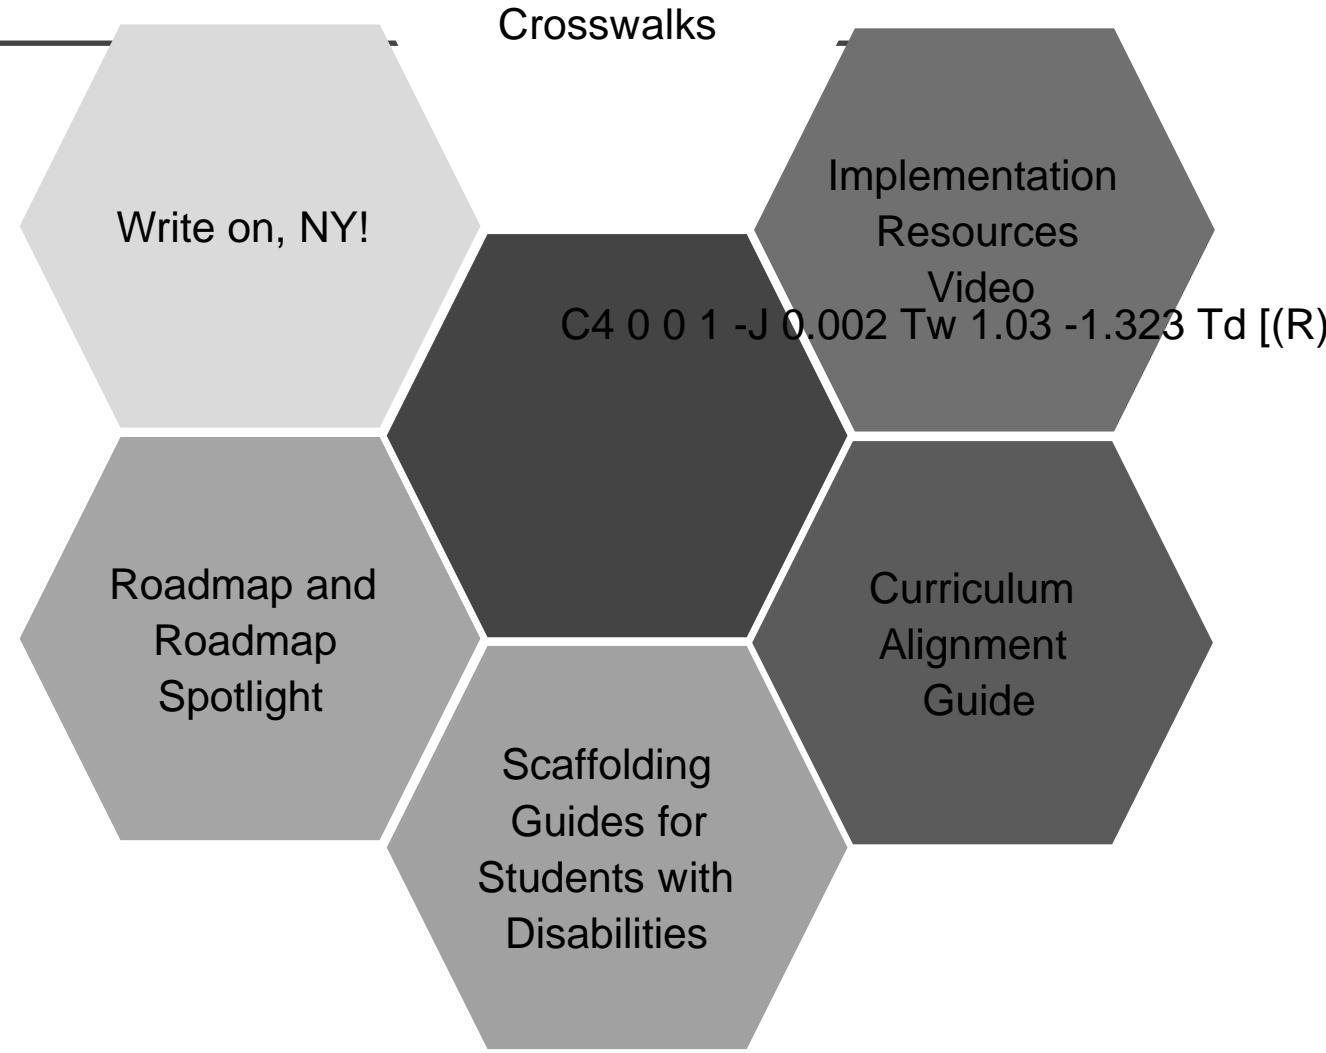 Crosswalks
Write on, NY!
Implementation
Resources
Video
C4 0 0 1 -J 0.002 Tw 1.03 -1.323 Td [(R)
Roadmap and
Roadmap
Spotlight
Curriculum
Alignment
Guide
Scaffolding
Guides for
Students with
Disabilities